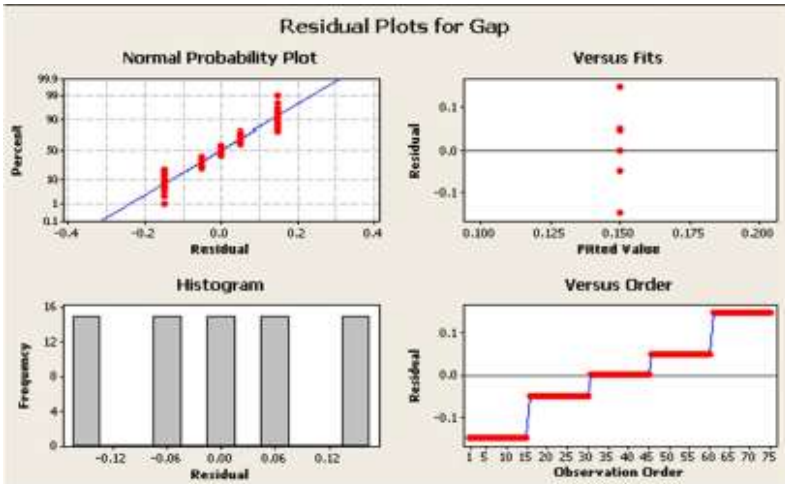 Residual Plots for Gap
Normal Probability Plot
Percent
99.9
99
90
50
10
1
0.1
-0.4 -0.2 0.0 0.2 0.4
Residual
Versus Fits
Residual
0.1
0.0
-0.1
0.100 0.125 0.150 0.175 0.200
Fitted Value
Histogram
Frequency
16
12
8
4
0
-0.12 -0.06 0.00 0.06 0.12
Residual
Versus Order
Residual
0.1
0.0
-0.1
1 5 10 15 20 25 30 35 40 45 50 55 60 65 70 75
Observation Order